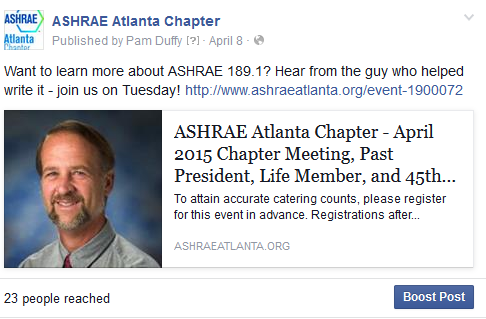 ASHRAE
Atlanta
Chapter
ASHRAE Atlanta Chapter
Published by Pam Duffy [?] · April 8 ·
Want to learn more about ASHRAE 189.1? Hear from the guy who helped
write it - join us on Tuesday! http://www.ashraeatlanta.org/event-1900072
ASHRAE Atlanta Chapter - April
2015 Chapter Meeting, Past
President, Life Member, and 45th...
To attain accurate catering counts, please register
for this event in advance. Registrations after...
ASHRAEATLANTA.ORG
23 people reached
Boost Post